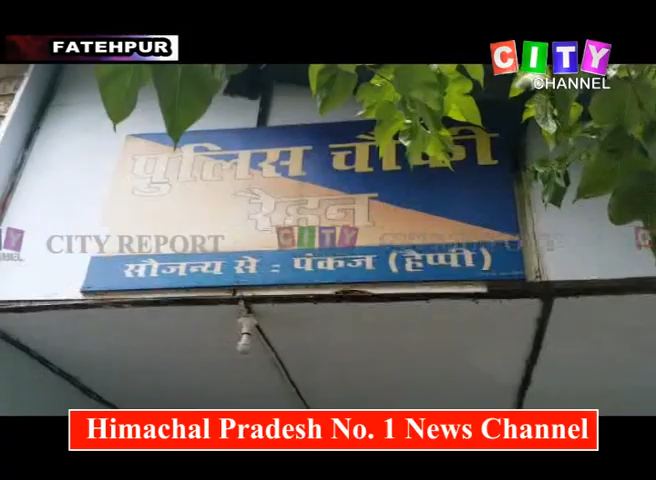 FATEHPUR
CITY
CHANNEL
पुलिस चौकी
रैहन
CITY REPORT
CITY
सौजन्य से :- पंकज (हैप्पी)
Himachal Pradesh No. 1 News Channel